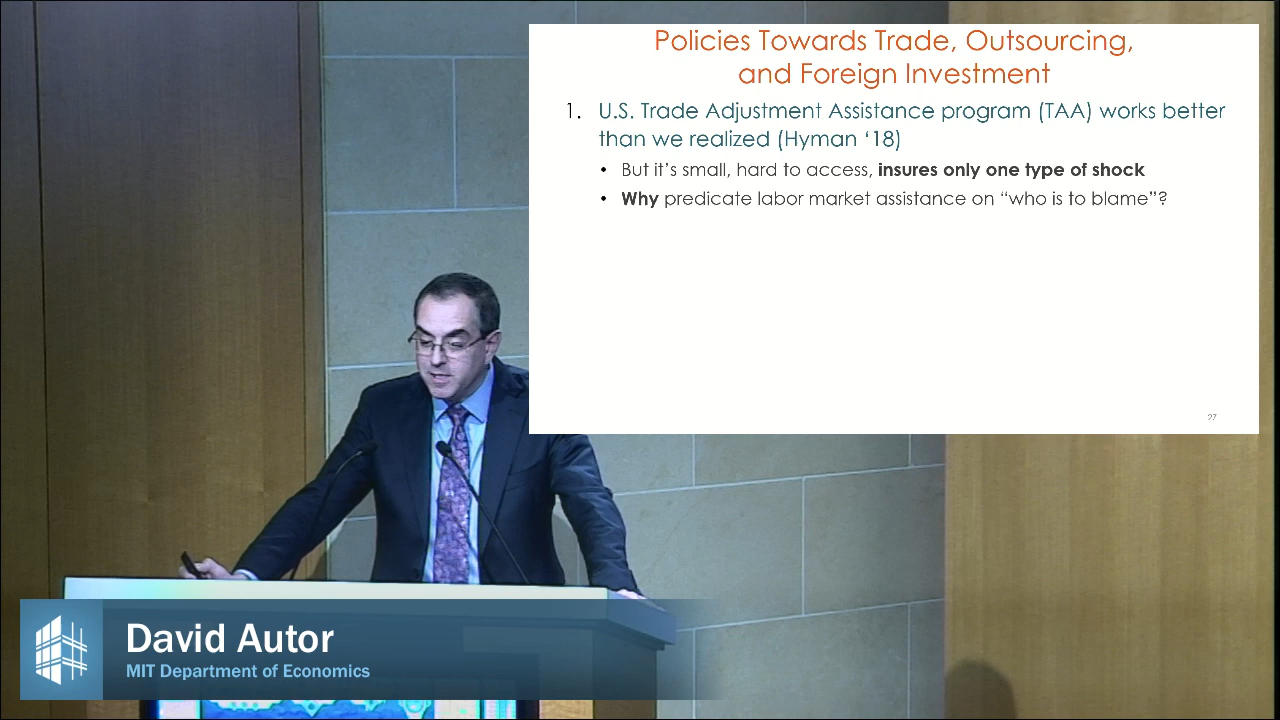 Policies Towards Trade, Outsourcing,
and Foreign Investment
1. U.S. Trade Adjustment Assistance program (TAA) works better
than we realized (Hyman ‘18)
• But it’s small, hard to access, insures only one type of shock
• Why predicate labor market assistance on “who is to blame”?
27
David Autor
MIT Department of Economics